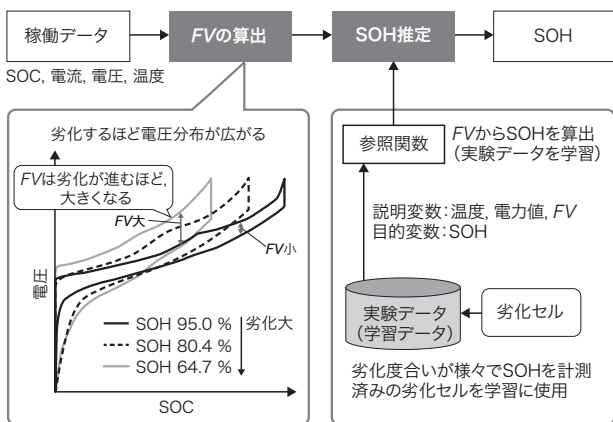 稼働データ
FVの算出
SOH推定
SOH
SOC, 電流, 電圧, 温度
劣化するほど電圧分布が広がる
FVは劣化が進むほど,
大きくなる
FV大
FV小
電圧
SOH 95.0 %
SOH 80.4 %
SOH 64.7 %
劣化大
SOC
参照関数
FVからSOHを算出
(実験データを学習)
説明変数:温度, 電力値, FV
目的変数:SOH
実験データ
(学習データ)
劣化セル
劣化度合いが様々でSOHを計測
済みの劣化セルを学習に使用